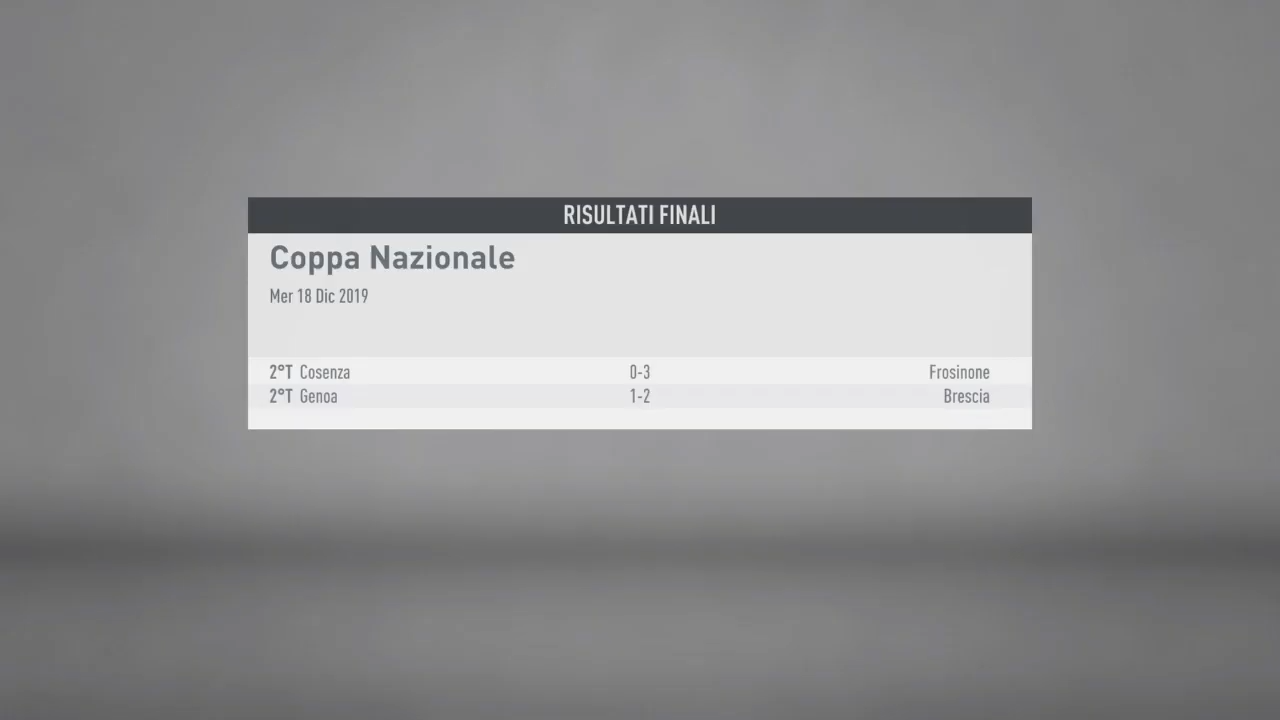 RISULTATI FINALI
Coppa Nazionale
Mer 18 Dic 2019
2°T Cosenza 0-3 Frosinone
2°T Genoa 1-2 Brescia